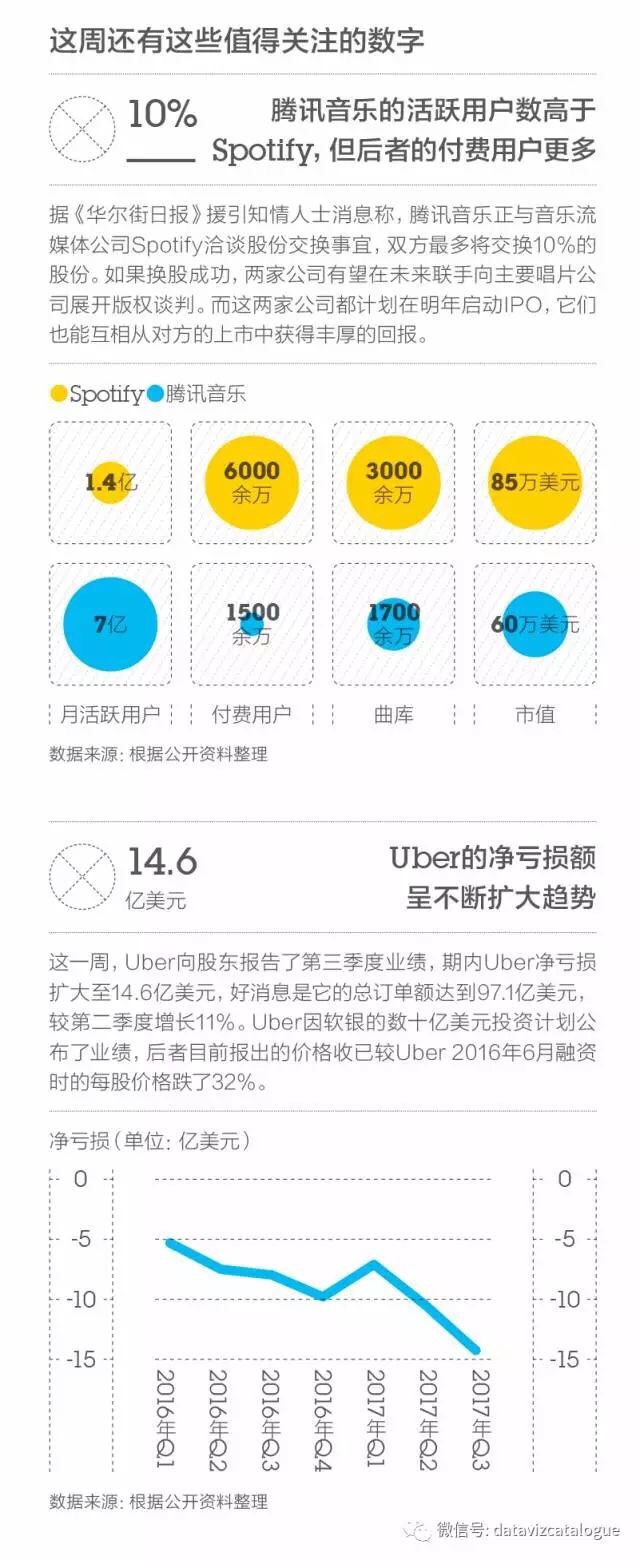 这周还有这些值得关注的数字
10%
腾讯音乐的活跃用户数高于
Spotify, 但后者的付费用户更多
据《华尔街日报》援引知情人士消息称, 腾讯音乐正与音乐流
媒体公司Spotify洽谈股份交换事宜, 双方最多将交换10%的
股份。如果换股成功, 两家公司有望在未来联手向主要唱片公
司展开版权谈判。而这两家公司都计划在明年启动IPO, 它们
也能互相从对方的上市中获得丰厚的回报。
Spotify 腾讯音乐
1.4亿 6000余万 3000余万 85万美元
7亿 1500余万 1700余万 60万美元
月活跃用户 付费用户 曲库 市值
数据来源: 根据公开资料整理
14.6
亿美元
Uber的净亏损额
呈不断扩大趋势
这一周, Uber向股东报告了第三季度业绩, 期内Uber净亏损
扩大至14.6亿美元, 好消息是它的总订单额达到97.1亿美元,
较第二季度增长11%。Uber因软银的数十亿美元投资计划公
布了业绩, 后者目前报出的价格收已较Uber 2016年6月融资
时的每股价格跌了32%。
净亏损 (单位: 亿美元)
0 0
-5 -5
-10 -10
-15 -15
2016年Q1
2016年Q2
2016年Q3
2016年Q4
2017年Q1
2017年Q2
2017年Q3
数据来源: 根据公开资料整理
微信号: datavizcatalogue